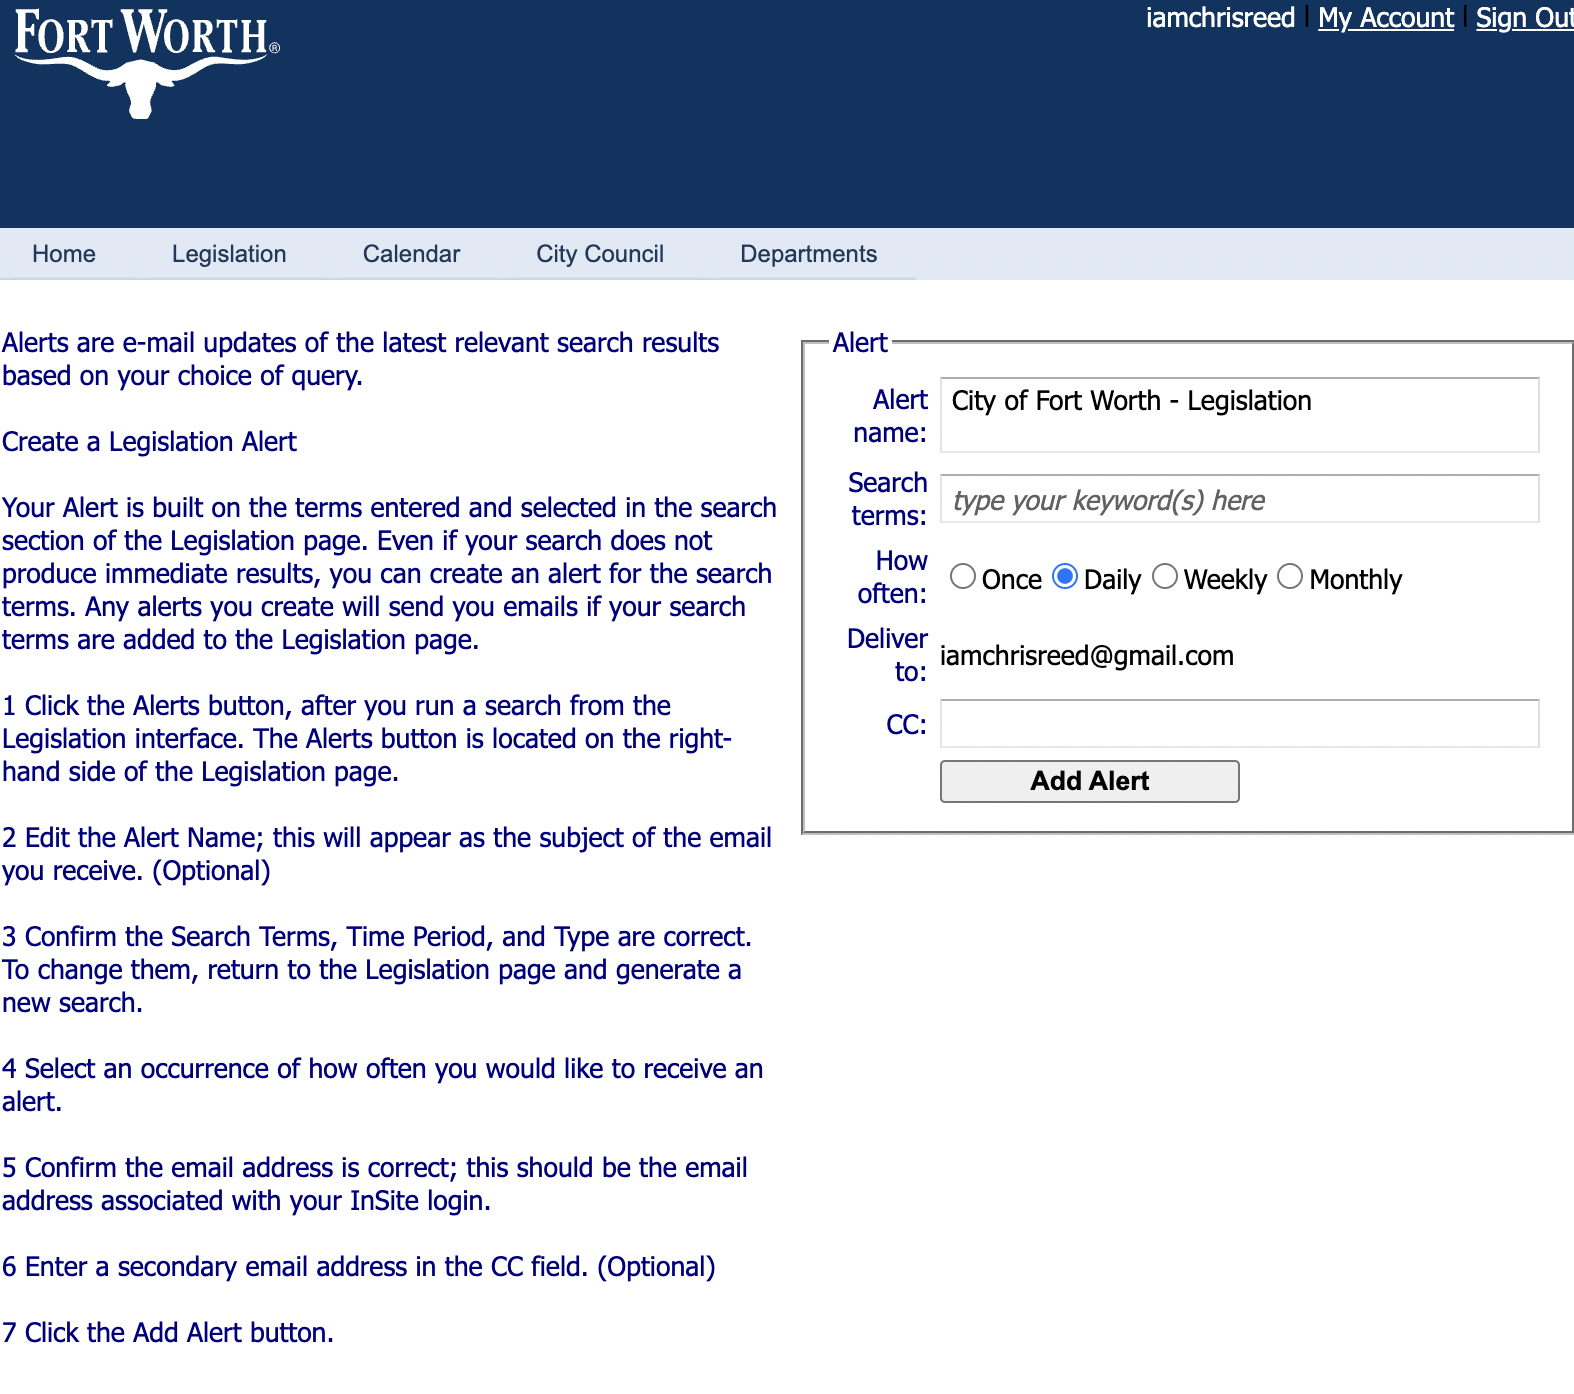 FORT WORTH®
iamchrisreed | My Account | Sign Out
Home Legislation Calendar City Council Departments
Alerts are e-mail updates of the latest relevant search results
based on your choice of query.
Create a Legislation Alert
Your Alert is built on the terms entered and selected in the search
section of the Legislation page. Even if your search does not
produce immediate results, you can create an alert for the search
terms. Any alerts you create will send you emails if your search
terms are added to the Legislation page.
1 Click the Alerts button, after you run a search from the
Legislation interface. The Alerts button is located on the right-
hand side of the Legislation page.
2 Edit the Alert Name; this will appear as the subject of the email
you receive. (Optional)
3 Confirm the Search Terms, Time Period, and Type are correct.
To change them, return to the Legislation page and generate a
new search.
4 Select an occurrence of how often you would like to receive an
alert.
5 Confirm the email address is correct; this should be the email
address associated with your InSite login.
6 Enter a secondary email address in the CC field. (Optional)
7 Click the Add Alert button.
Alert
Alert
name:
City of Fort Worth - Legislation
Search
terms:
type your keyword(s) here
How
often:
Once Daily Weekly Monthly
Deliver
to:
iamchrisreed@gmail.com
CC:
Add Alert